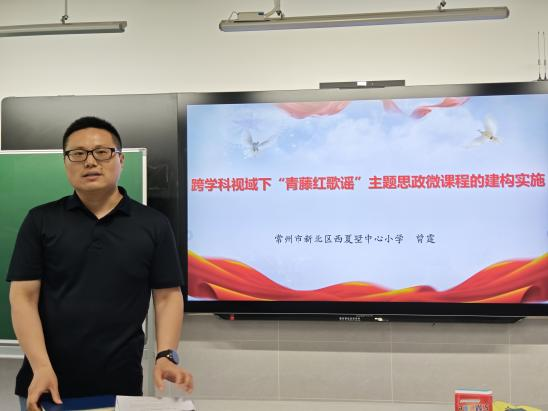 跨学科视域下“青藤红歌谣”主题思政微课程的建构实施
常州市新北区西夏墅中心小学 曾霆